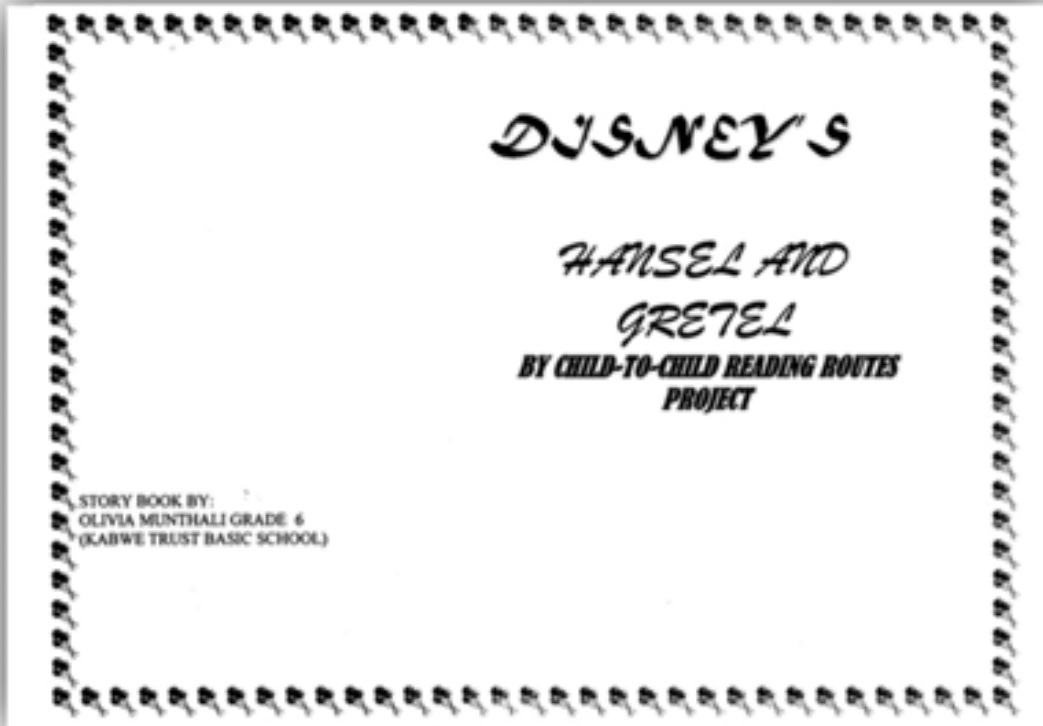 DISNEY'S
HANSEL AND
GRETEL
BY CHILD-TO-CHILD READING ROUTES
PROJECT
STORY BOOK BY:
OLIVIA MUNTHALI GRADE 6
(KABWE TRUST BASIC SCHOOL)